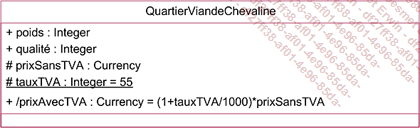 QuartierViandeChevaline
+ poids : Integer
+ qualité : Integer
# prixSansTVA : Currency
# tauxTVA : Integer = 55
+ /prixAvecTVA : Currency = (1+tauxTVA/1000)*prixSansTVA